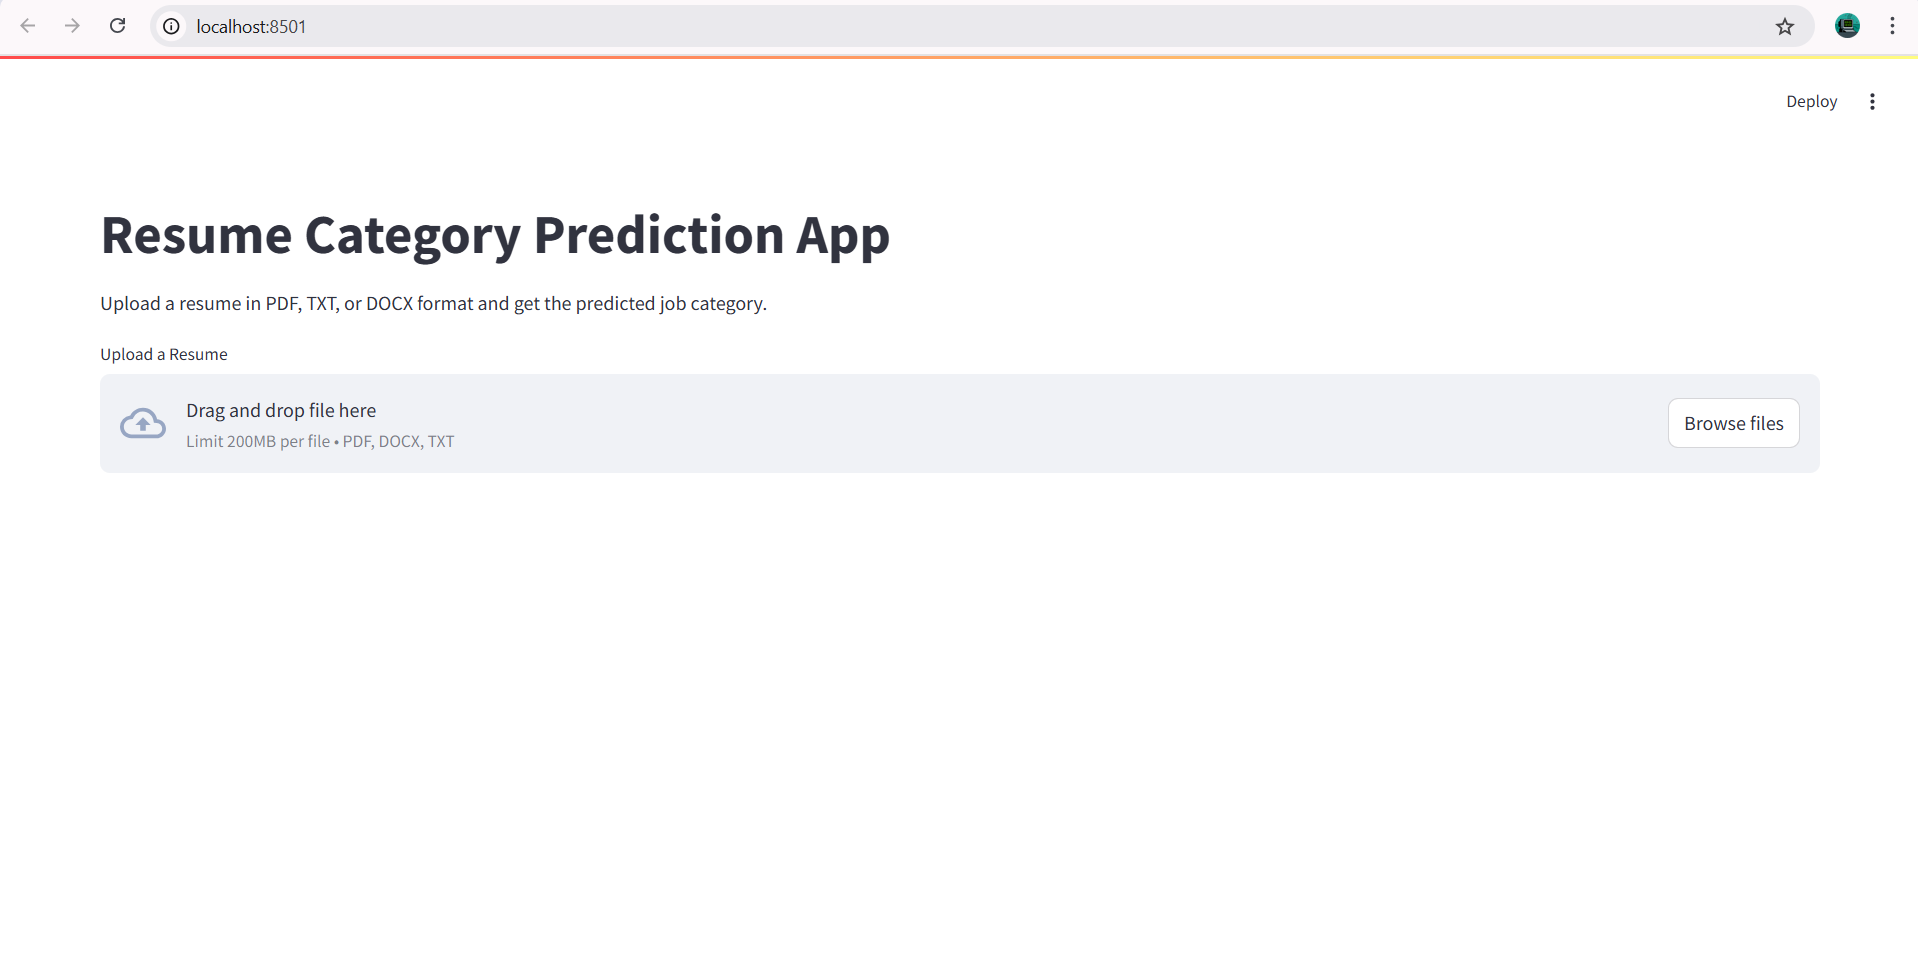 localhost:8501
Deploy
Resume Category Prediction App
Upload a resume in PDF, TXT, or DOCX format and get the predicted job category.
Upload a Resume
Drag and drop file here
Limit 200MB per file • PDF, DOCX, TXT
Browse files